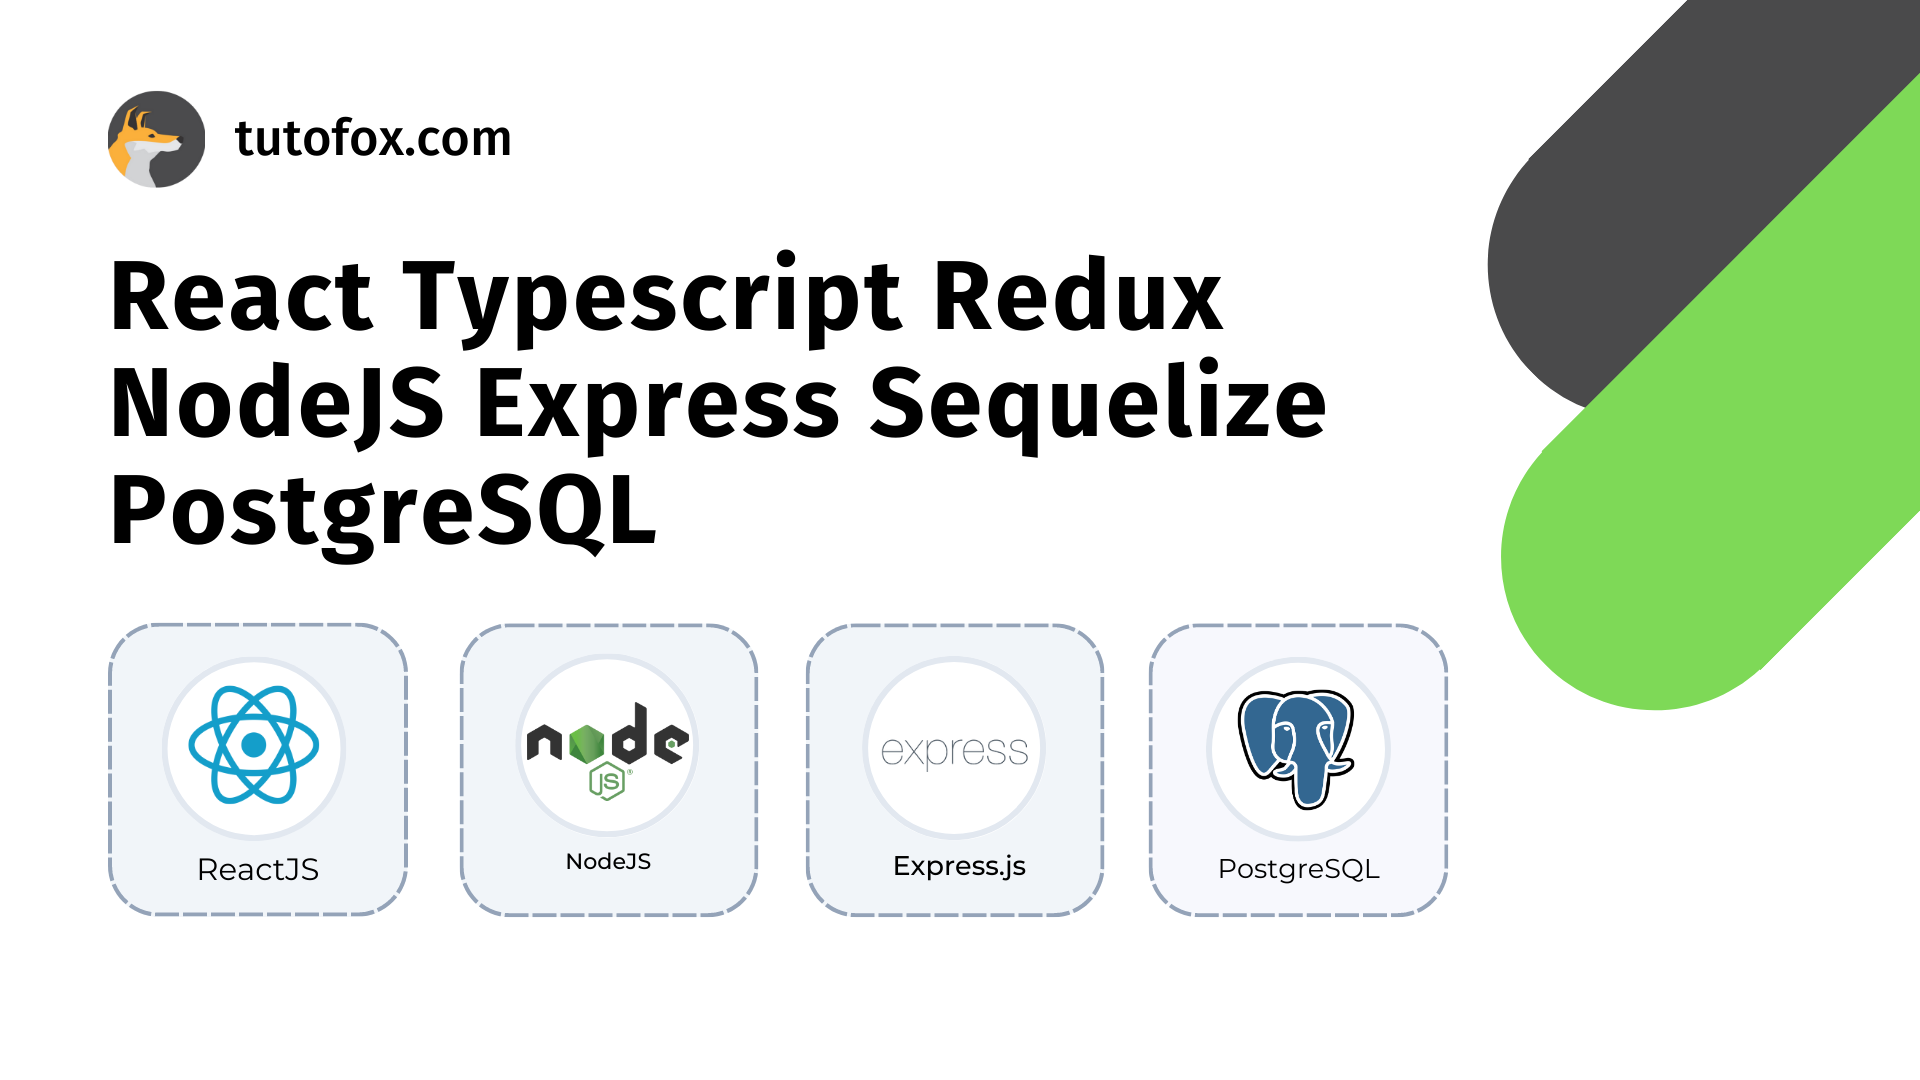 tutofox.com
React Typescript Redux
NodeJS Express Sequelize
PostgreSQL
node
JS
express
ReactJS
NodeJS
Express.js
PostgreSQL